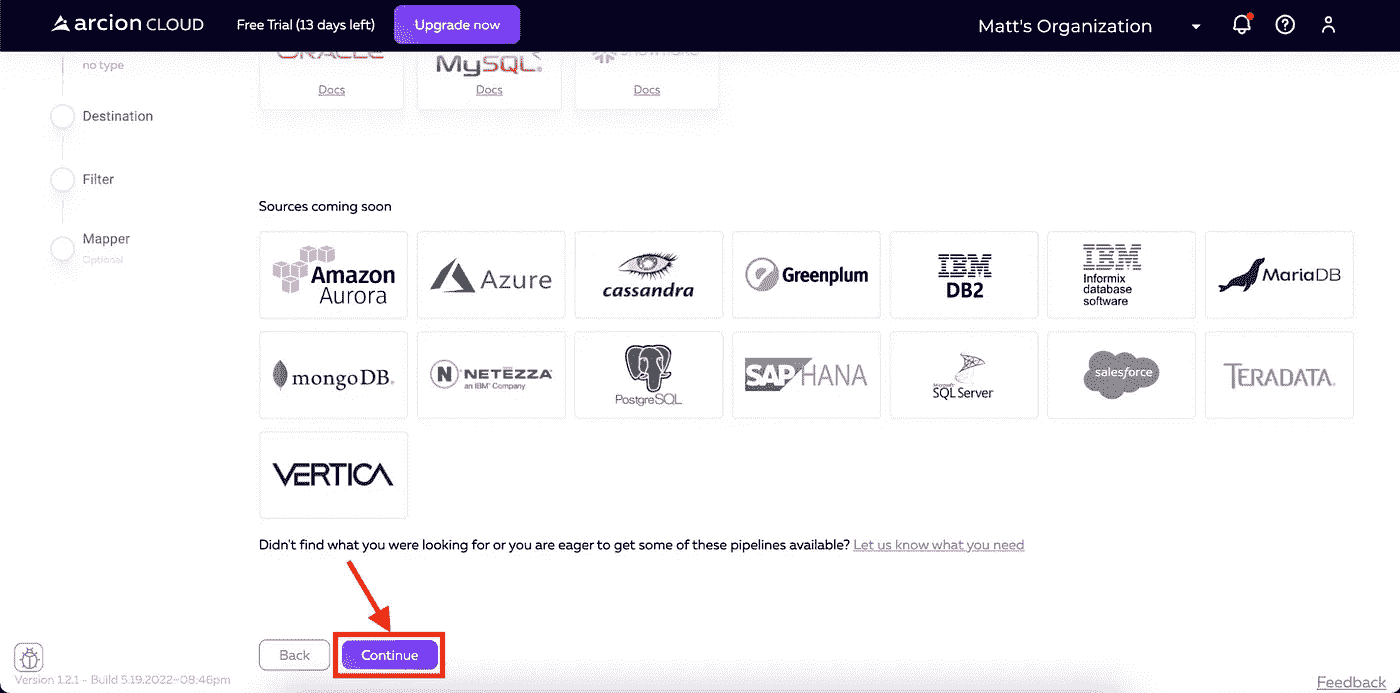 arcion CLOUD
Free Trial (13 days left)
Upgrade now
Matt's Organization
no type
Destination
Filter
Mapper
Optional
ORACLE
MySQL
snowflake
Docs
Docs
Docs
Sources coming soon
Amazon
Aurora
Azure
cassandra
Greenplum
IBM
DB2
IBM
Informix
database
software
MariaDB
mongoDB.
N NETEZZA
an IBM Company
PostgreSQL
SAP HANA
Microsoft
SQL Server
salesforce
TERADATA.
VERTICA
Didn't find what you were looking for or you are eager to get some of these pipelines available? Let us know what you need
Back
Continue
Version 1.2.1 - Build 5.19.2022-08:46pm
Feedback